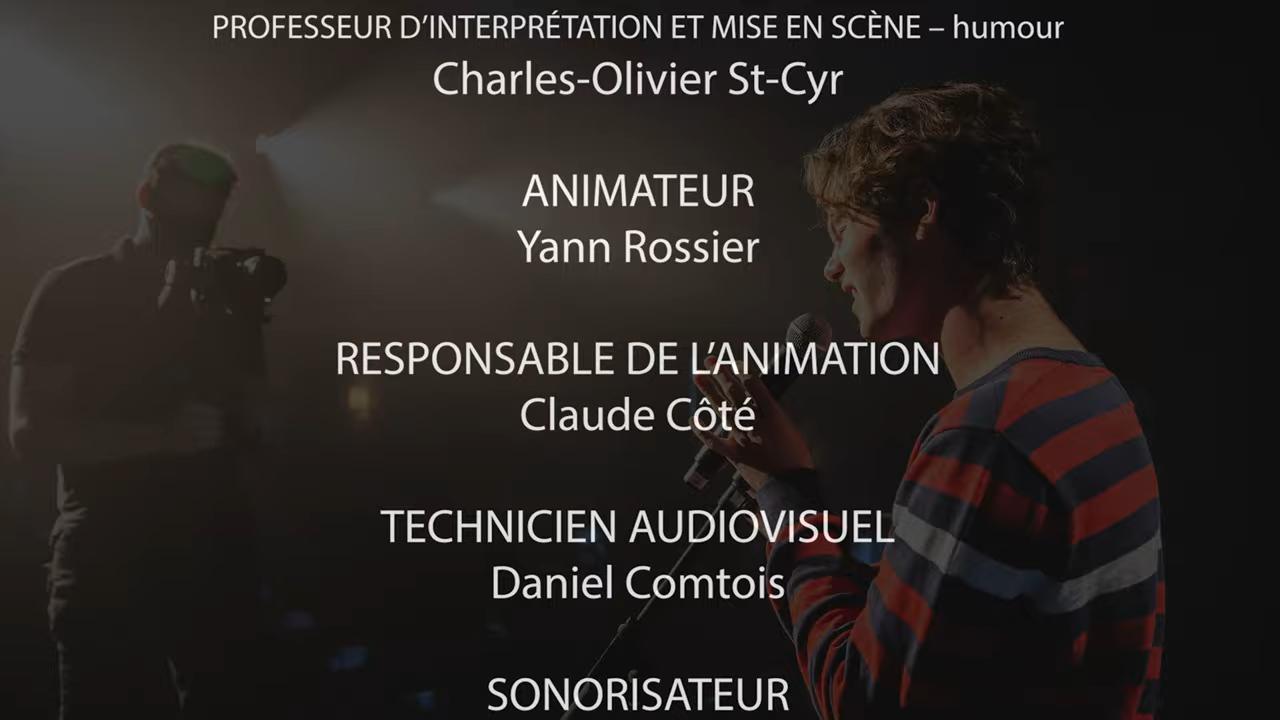 PROFESSEUR D’INTERPRÉTATION ET MISE EN SCÈNE – humour
Charles-Olivier St-Cyr
ANIMATEUR
Yann Rossier
RESPONSABLE DE L’ANIMATION
Claude Côté
TECHNICIEN AUDIOVISUEL
Daniel Comtois
SONORISATEUR